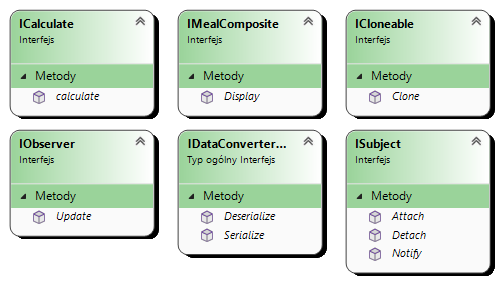 ICalculate
Interfejs
Metody
calculate
IMealComposite
Interfejs
Metody
Display
ICloneable
Interfejs
Metody
Clone
IObserver
Interfejs
Metody
Update
IDataConverter...
Typ ogólny Interfejs
Metody
Deserialize
Serialize
ISubject
Interfejs
Metody
Attach
Detach
Notify